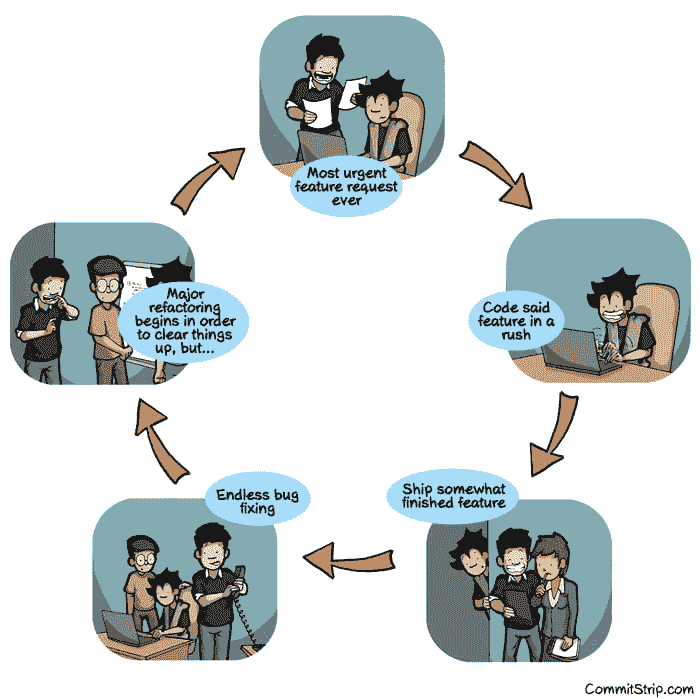 Most urgent
feature request
ever
Code said
feature in a
rush
Ship somewhat
finished feature
Endless bug
fixing
Major
refactoring
begins in order
to clear things
up, but...
CommitStrip.com